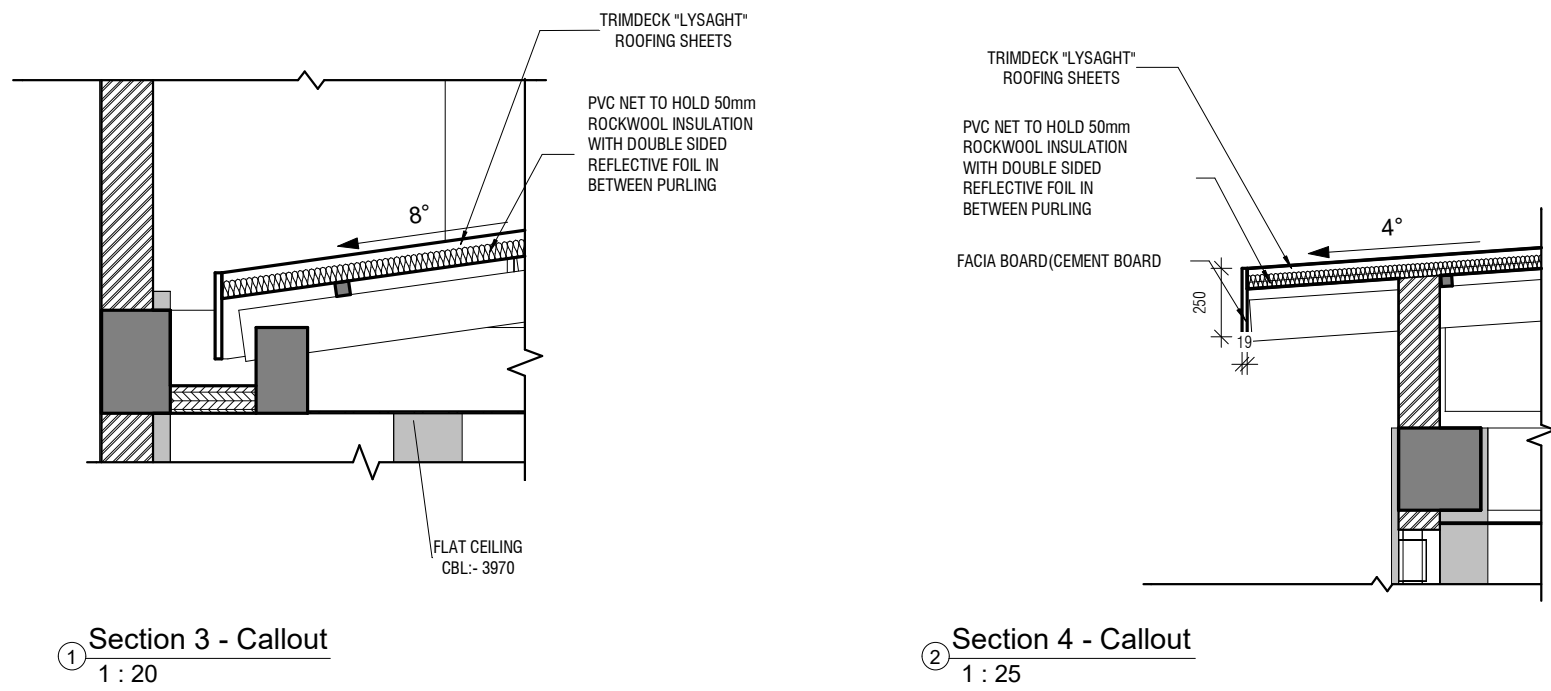 TRIMDECK "LYSAGHT"
ROOFING SHEETS
PVC NET TO HOLD 50mm
ROCKWOOL INSULATION
WITH DOUBLE SIDED
REFLECTIVE FOIL IN
BETWEEN PURLING
8°
FLAT CEILING
CBL:- 3970
1
Section 3 - Callout
1 : 20
TRIMDECK "LYSAGHT"
ROOFING SHEETS
PVC NET TO HOLD 50mm
ROCKWOOL INSULATION
WITH DOUBLE SIDED
REFLECTIVE FOIL IN
BETWEEN PURLING
4°
FACIA BOARD(CEMENT BOARD
250
19
2
Section 4 - Callout
1 : 25